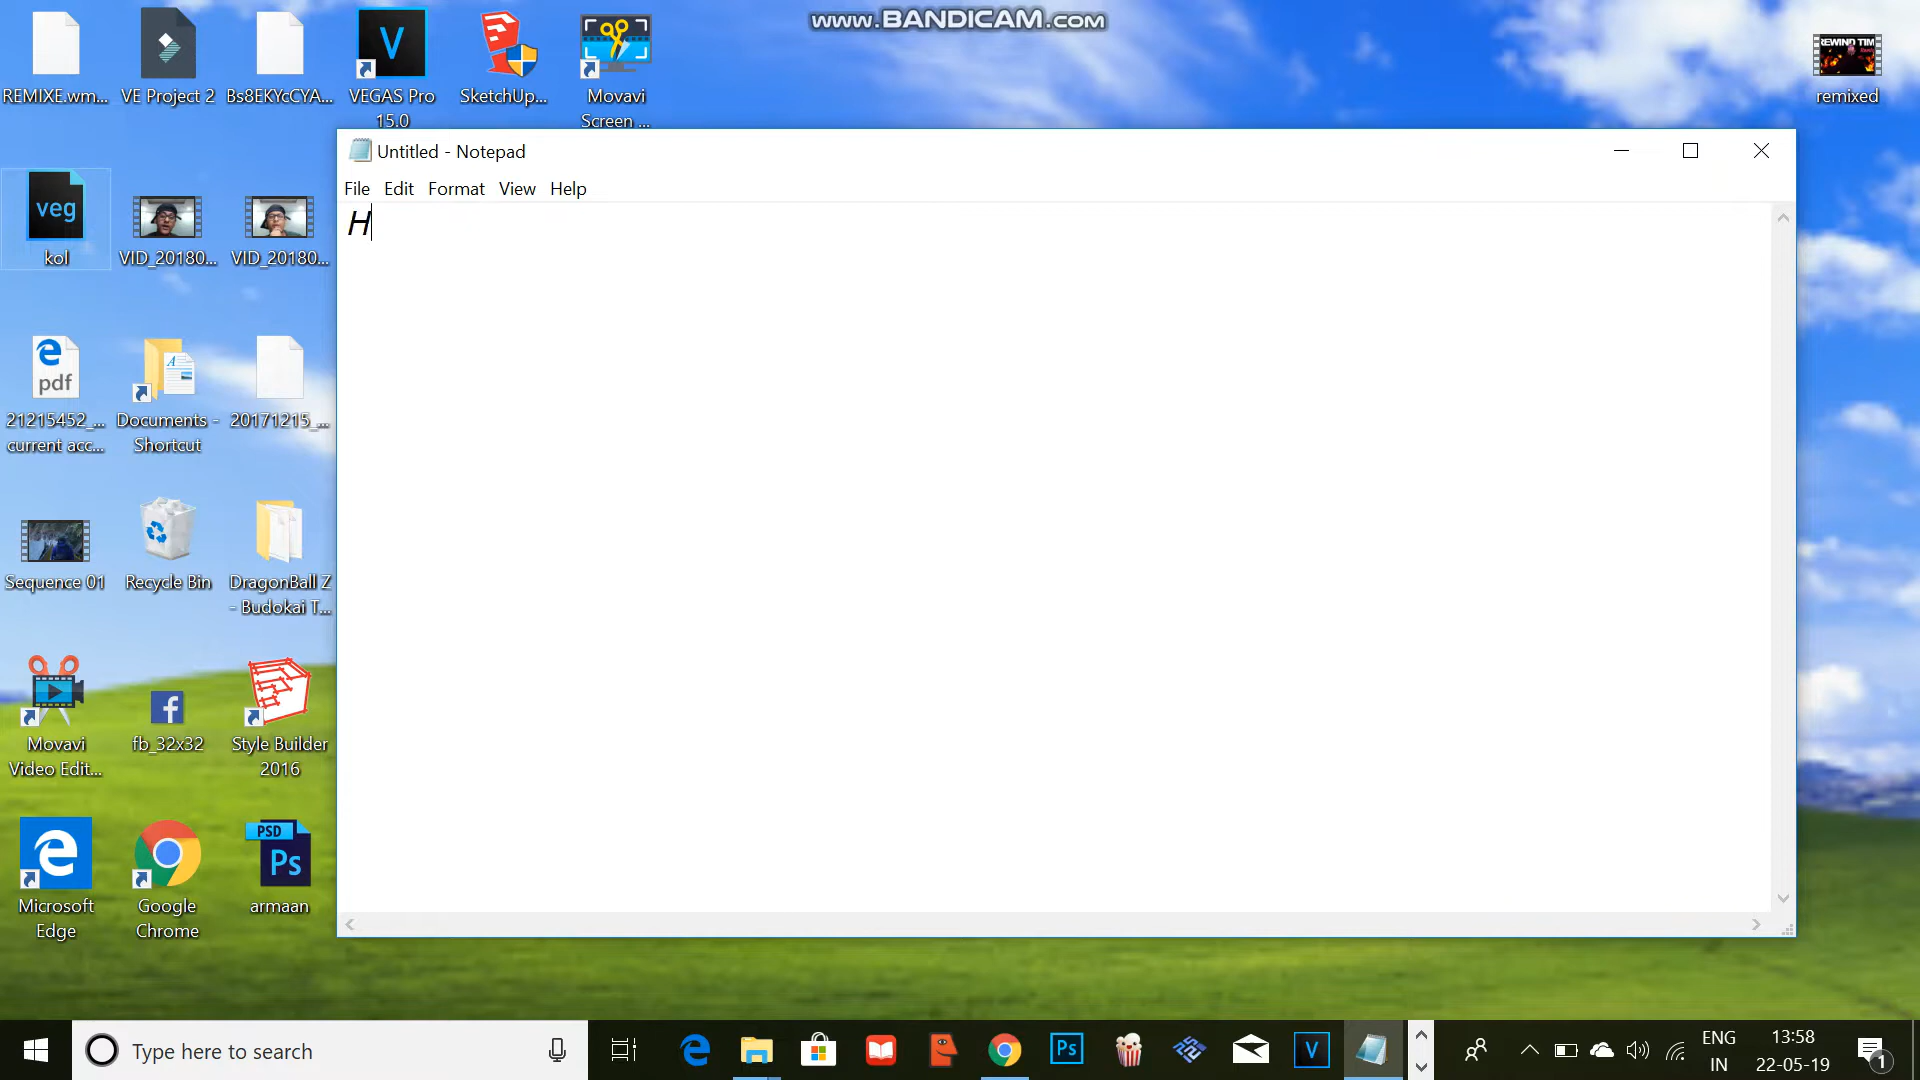 www.BANDICAM.com
REMIXE.wm...
VE Project 2
Bs8EKYcCYA...
V
VEGAS Pro
15.0
SketchUp...
Movavi
Screen ...
REWIND TIM
remixed
Untitled - Notepad
File Edit Format View Help
H
veg
kol
VID_20180...
VID_20180...
pdf
21215452_...
current acc...
Documents -
Shortcut
20171215_...
Sequence 01
Recycle Bin
DragonBall Z
- Budokai T...
Movavi
Video Edit...
fb_32x32
Style Builder
2016
Microsoft
Edge
Google
Chrome
PSD
Ps
armaan
Type here to search
Ps
V
ENG
IN
13:58
22-05-19
1